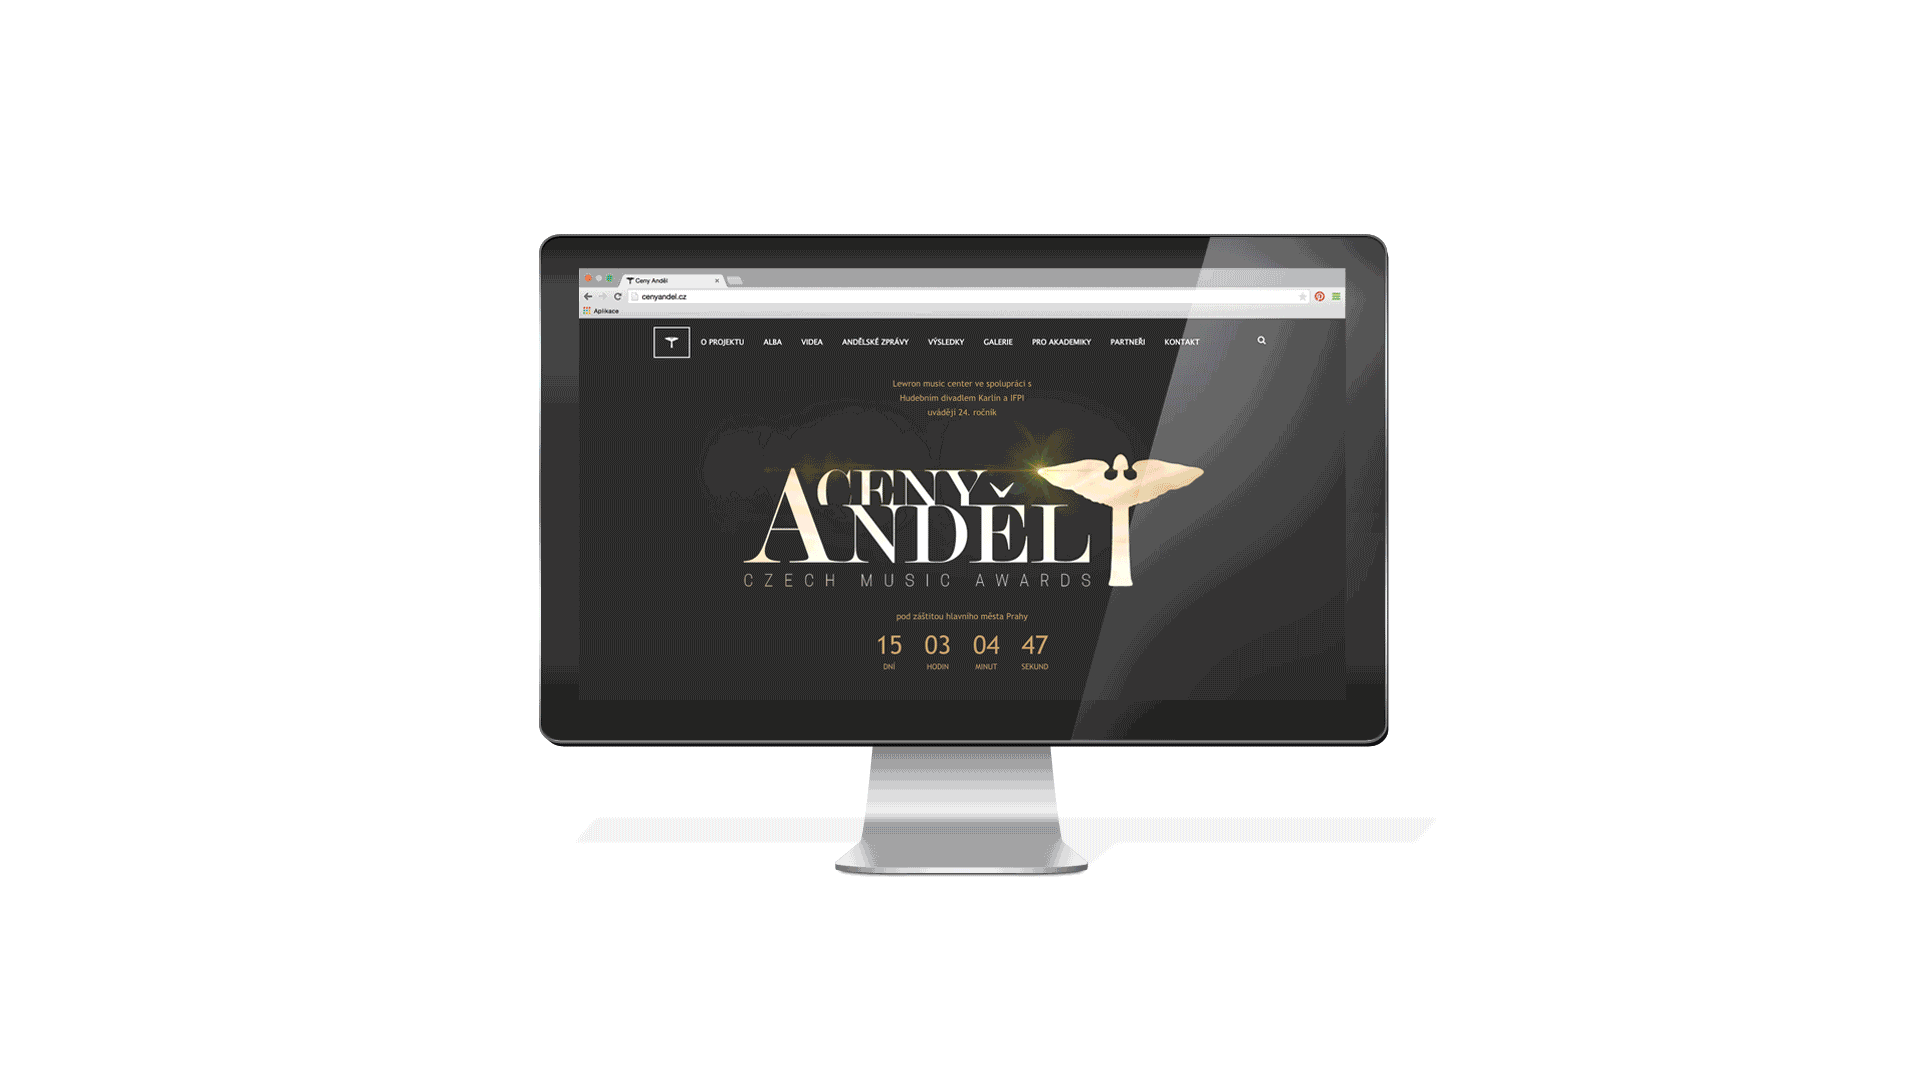 Ceny Anděl
cenyandel.cz
Aplikace
O PROJEKTU ALBA VIDEA ANDĚLSKÉ ZPRÁVY VÝSLEDKY GALERIE PRO AKADEMIKY PARTNEŘI KONTAKT
Lewron music center ve spolupráci s
Hudebním divadlem Karlín a IFPI
uvádějí 24. ročník
CENY
ANDĚL
CZECH MUSIC AWARDS
pod záštitou hlavního města Prahy
15 03 04 47
DNÍ HODIN MINUT SEKUND